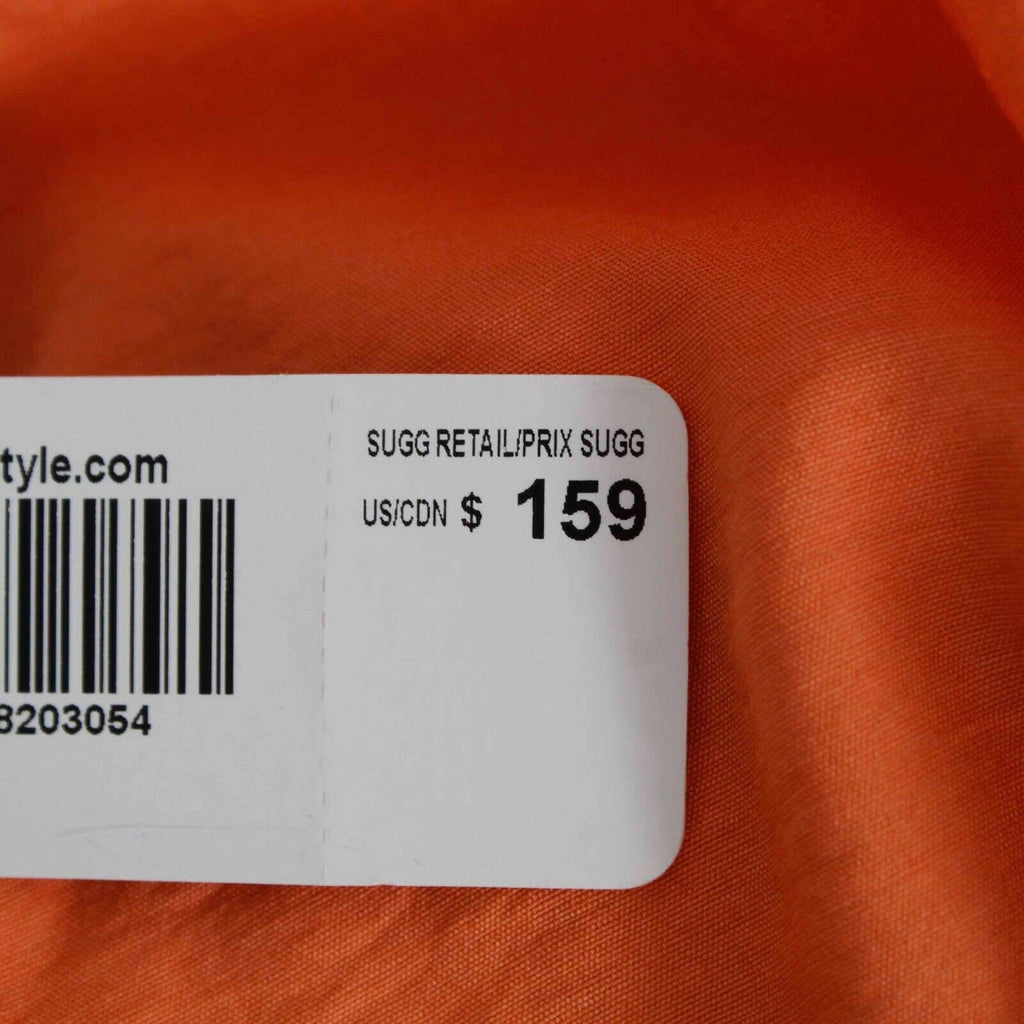 tyle.com
8203054
SUGG RETAIL/PRIX SUGG
US/CDN $ 159